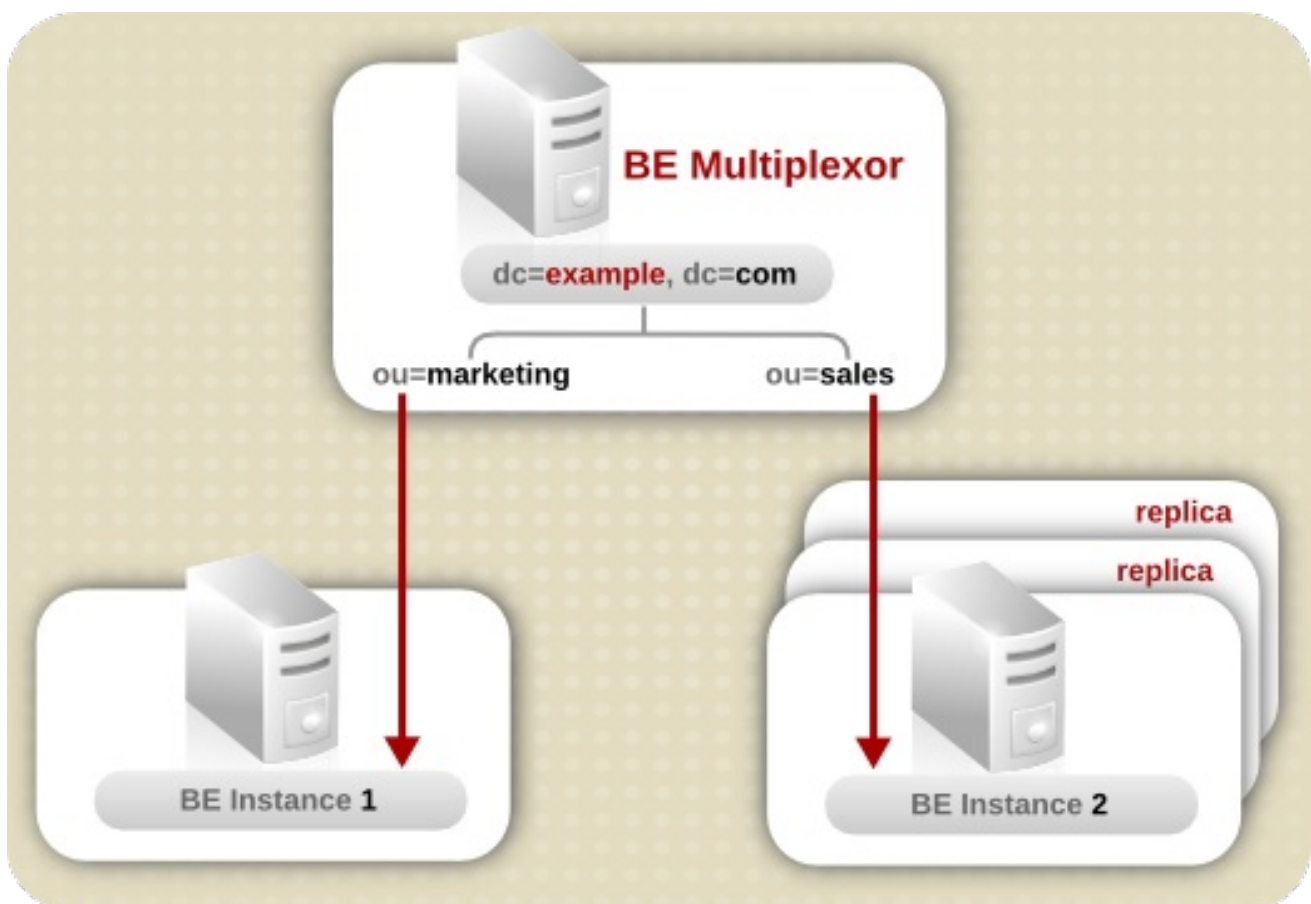 BE Multiplexor
dc=example, dc=com
ou=marketing
ou=sales
replica
replica
BE Instance 1
BE Instance 2